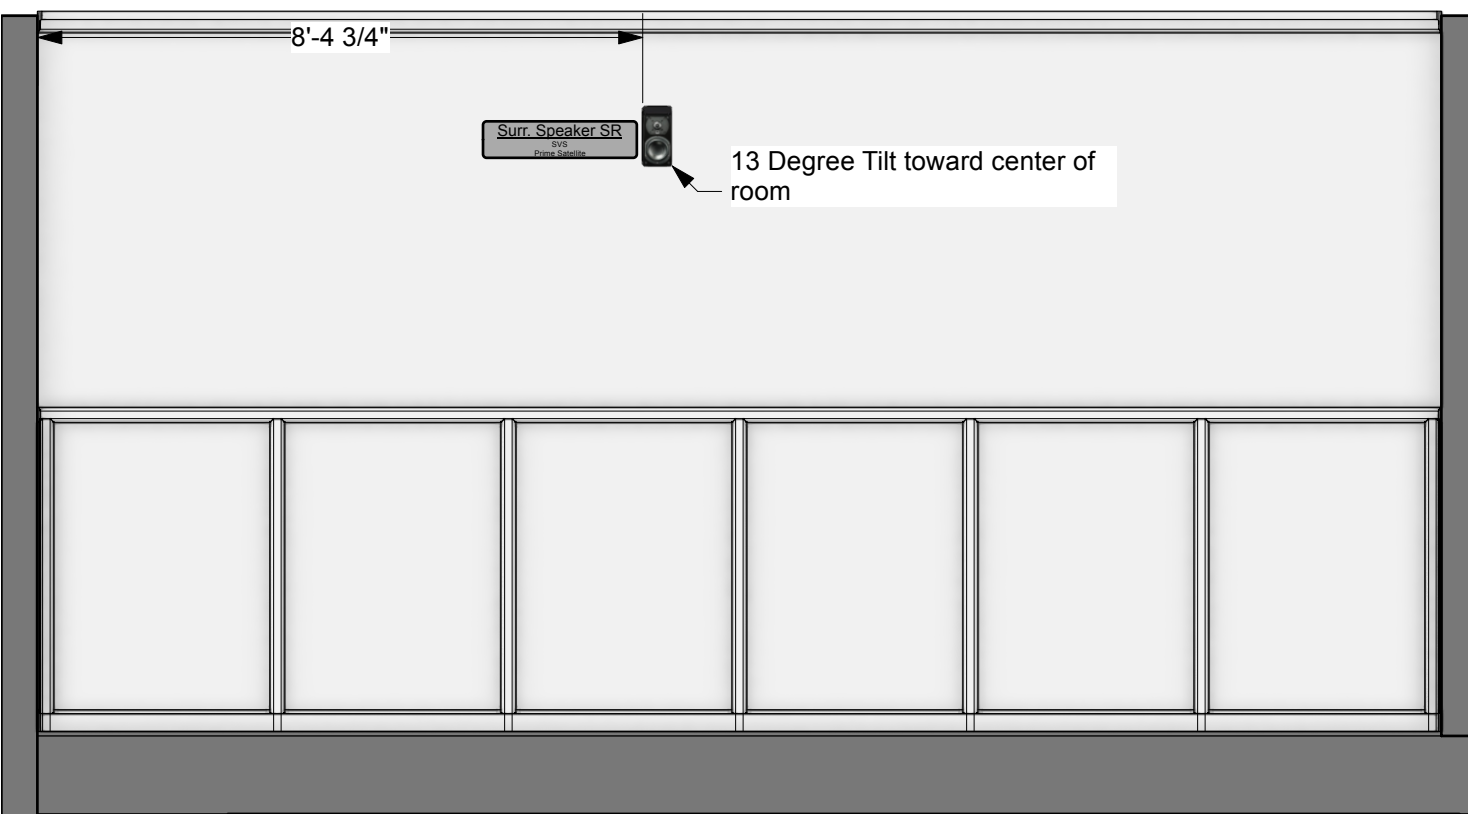 8'-4 3/4"
Surr. Speaker SR
SVS
Prime Satellite
13 Degree Tilt toward center of
room